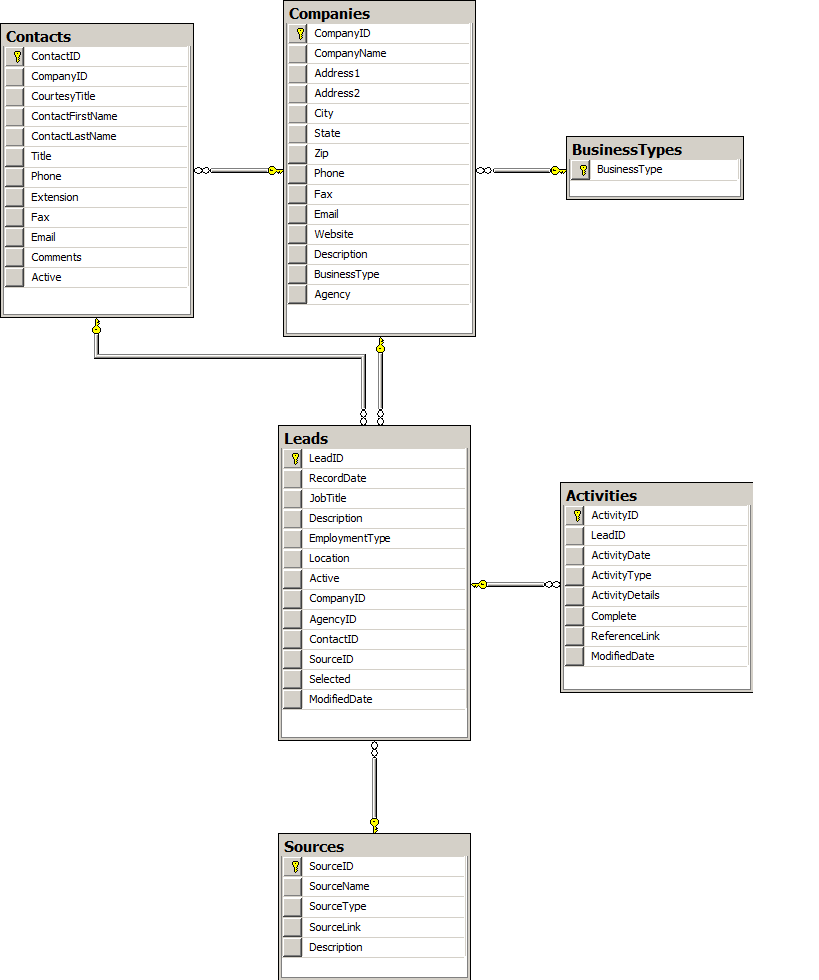 Contacts
ContactID
CompanyID
CourtesyTitle
ContactFirstName
ContactLastName
Title
Phone
Extension
Fax
Email
Comments
Active
Companies
CompanyID
CompanyName
Address1
Address2
City
State
Zip
Phone
Fax
Email
Website
Description
BusinessType
Agency
BusinessTypes
BusinessType
Leads
LeadID
RecordDate
JobTitle
Description
EmploymentType
Location
Active
CompanyID
AgencyID
ContactID
SourceID
Selected
ModifiedDate
Activities
ActivityID
LeadID
ActivityDate
ActivityType
ActivityDetails
Complete
ReferenceLink
ModifiedDate
Sources
SourceID
SourceName
SourceType
SourceLink
Description